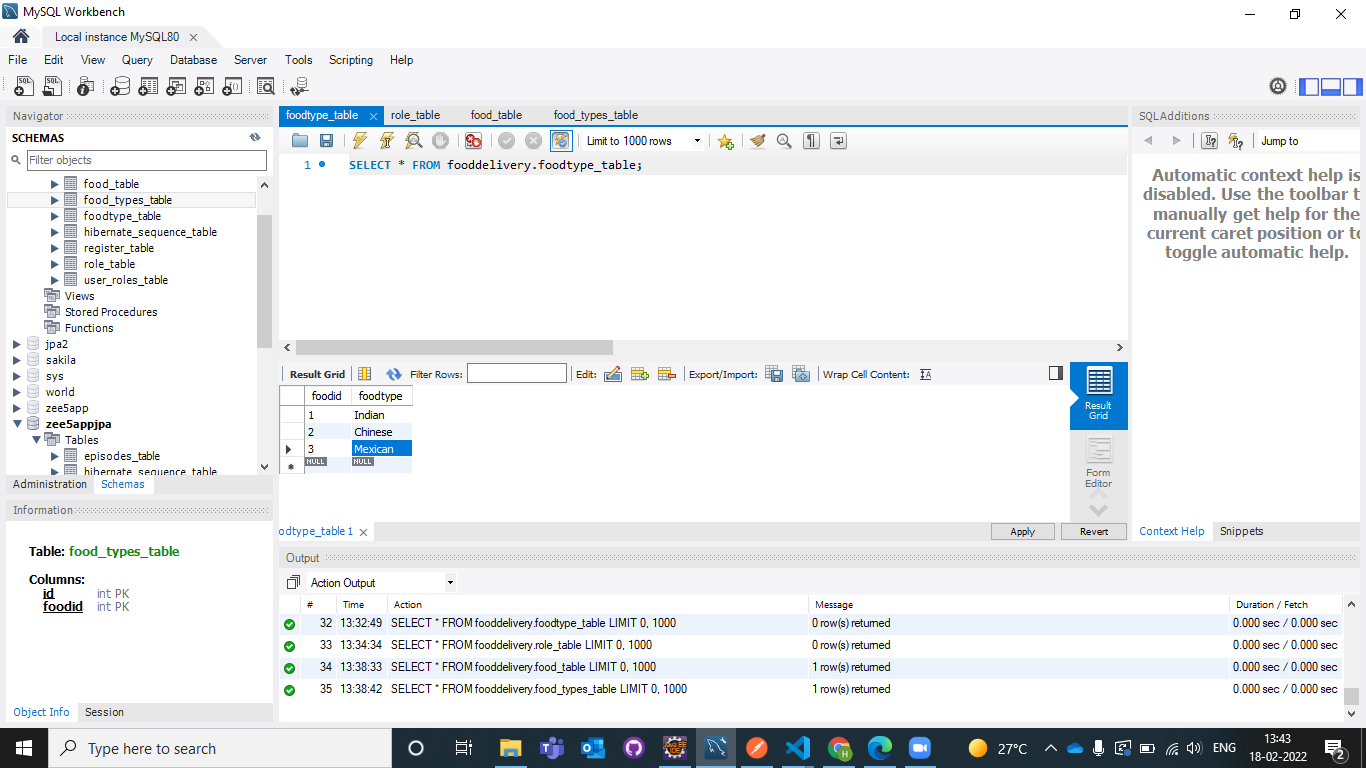 MySQL Workbench
Local instance MySQL80
File Edit View Query Database Server Tools Scripting Help
Navigator
SCHEMAS
Filter objects
food_table
food_types_table
foodtype_table
hibernate_sequence_table
register_table
role_table
user_roles_table
Views
Stored Procedures
Functions
jpa2
sakila
sys
world
zee5app
zee5appjpa
Tables
episodes_table
hibernate_sequence_table
Administration Schemas
Information
Table: food_types_table
Columns:
id int PK
foodid int PK
Object Info Session
foodtype_table role_table food_table food_types_table
Limit to 1000 rows
1 SELECT * FROM fooddelivery.foodtype_table;
Result Grid Filter Rows: Edit: Export/Import: Wrap Cell Content:
foodid foodtype
1 Indian
2 Chinese
3 Mexican
NULL NULL
Result
Grid
Form
Editor
odtype_table 1
Apply Revert
SQLAdditions
Jump to
Automatic context help is
disabled. Use the toolbar t
manually get help for the
current caret position or to
toggle automatic help.
Context Help Snippets
Output
Action Output
# Time Action Message Duration / Fetch
32 13:32:49 SELECT * FROM fooddelivery.foodtype_table LIMIT 0, 1000 0 row(s) returned 0.000 sec / 0.000 sec
33 13:34:34 SELECT * FROM fooddelivery.role_table LIMIT 0, 1000 0 row(s) returned 0.000 sec / 0.000 sec
34 13:38:33 SELECT * FROM fooddelivery.food_table LIMIT 0, 1000 1 row(s) returned 0.000 sec / 0.000 sec
35 13:38:42 SELECT * FROM fooddelivery.food_types_table LIMIT 0, 1000 1 row(s) returned 0.000 sec / 0.000 sec
Type here to search
27°C
ENG
13:43
18-02-2022
2